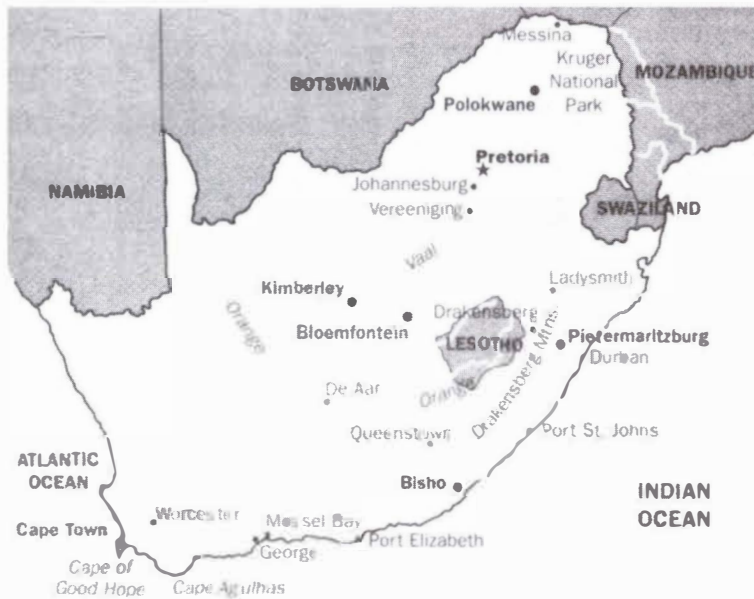 Messina
Kruger
National
Park
BOTSWANA
MOZAMBIQUE
Polokwane
Pretoria
NAMIBIA
Johannesburg
Vereeniging
SWAZILAND
Vaal
Ladysmith
Kimberley
Orange
Drakensberg
Bloemfontein
LESOTHO
Pietermaritzburg
Durban
Drakensberg Mtns.
Orange
De Aar
Queenstown
Port St. Johns
ATLANTIC
OCEAN
Bisho
INDIAN
OCEAN
Worcester
Mossel Bay
Cape Town
George
Port Elizabeth
Cape of
Good Hope
Cape Agulhas